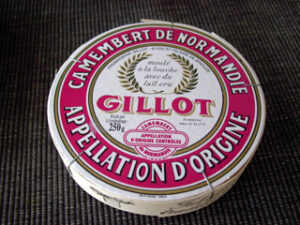 CAMEMBERT DE NORMANDIE
moulé
à la louche
avec du
lait cru
GILLOT
250g
CAMEMBERT
APPELLATION
D'ORIGINE CONTRÔLÉE
APPELLATION D'ORIGINE